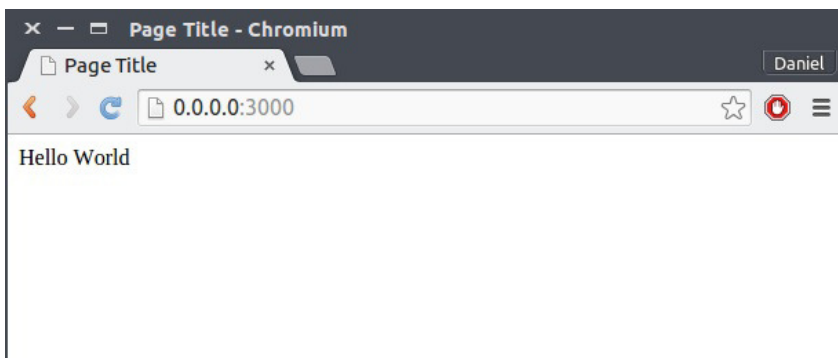 Page Title - Chromium
Page Title
Daniel
0.0.0.0:3000
Hello World